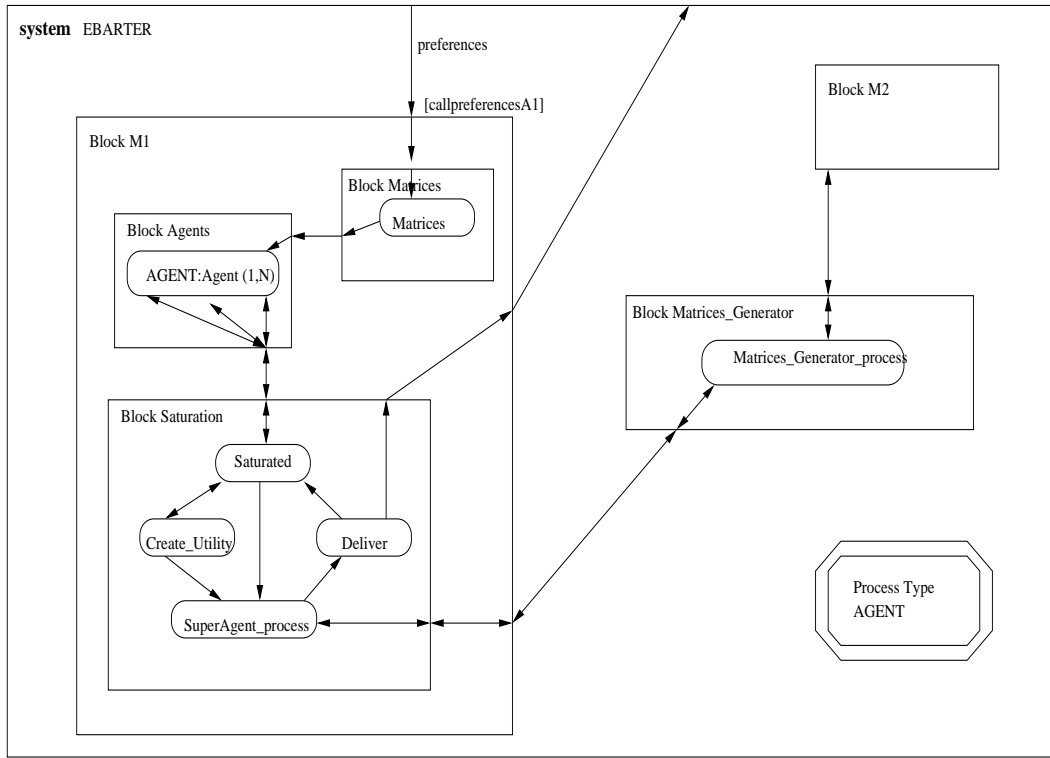 system EBARTER
preferences
[callpreferencesA1]
Block M1
Block Matrices
Matrices
Block Agents
AGENT:Agent (1,N)
Block Saturation
Saturated
Create_Utility
Deliver
SuperAgent_process
Block M2
Block Matrices_Generator
Matrices_Generator_process
Process Type
AGENT